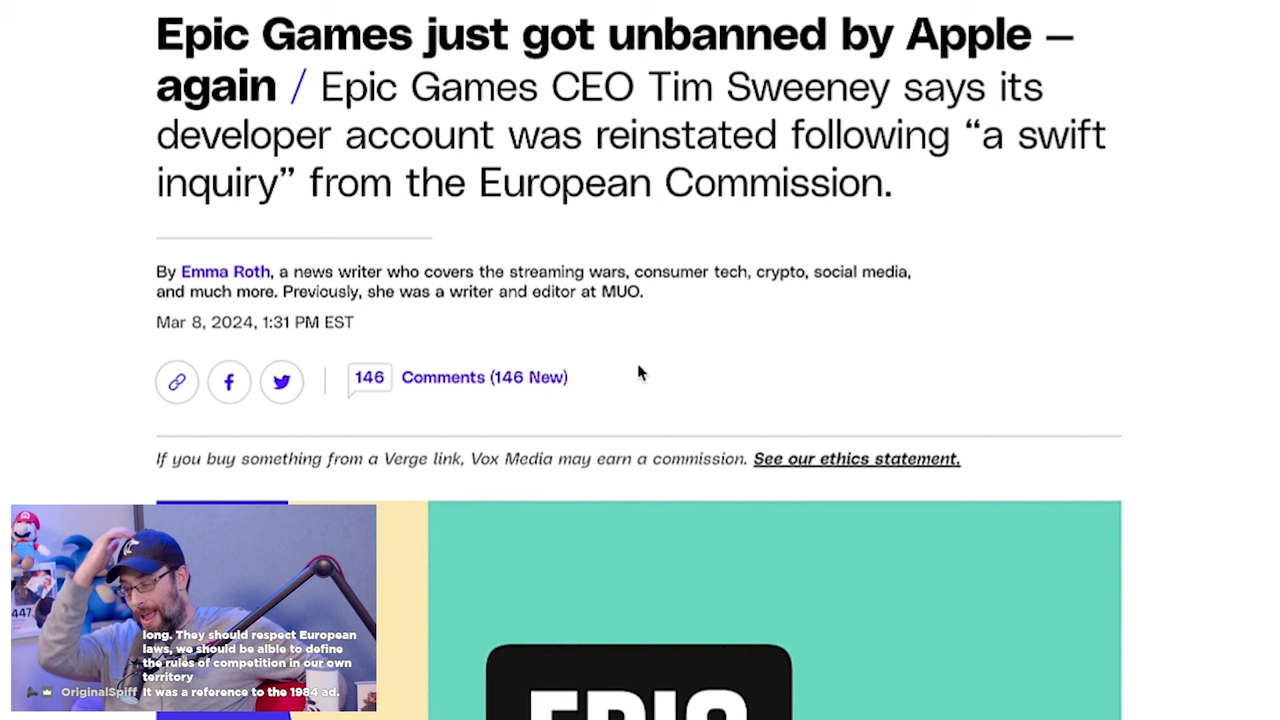 Epic Games just got unbanned by Apple —
again / Epic Games CEO Tim Sweeney says its
developer account was reinstated following “a swift
inquiry” from the European Commission.
By Emma Roth, a news writer who covers the streaming wars, consumer tech, crypto, social media,
and much more. Previously, she was a writer and editor at MUO.
Mar 8, 2024, 1:31 PM EST
146 Comments (146 New)
If you buy something from a Verge link, Vox Media may earn a commission. See our ethics statement.
EPIC
447
long. They should respect European
laws, we should be alble to define
the rules of competition in our own
territory
OriginalSpiff It was a reference to the 1984 ad.